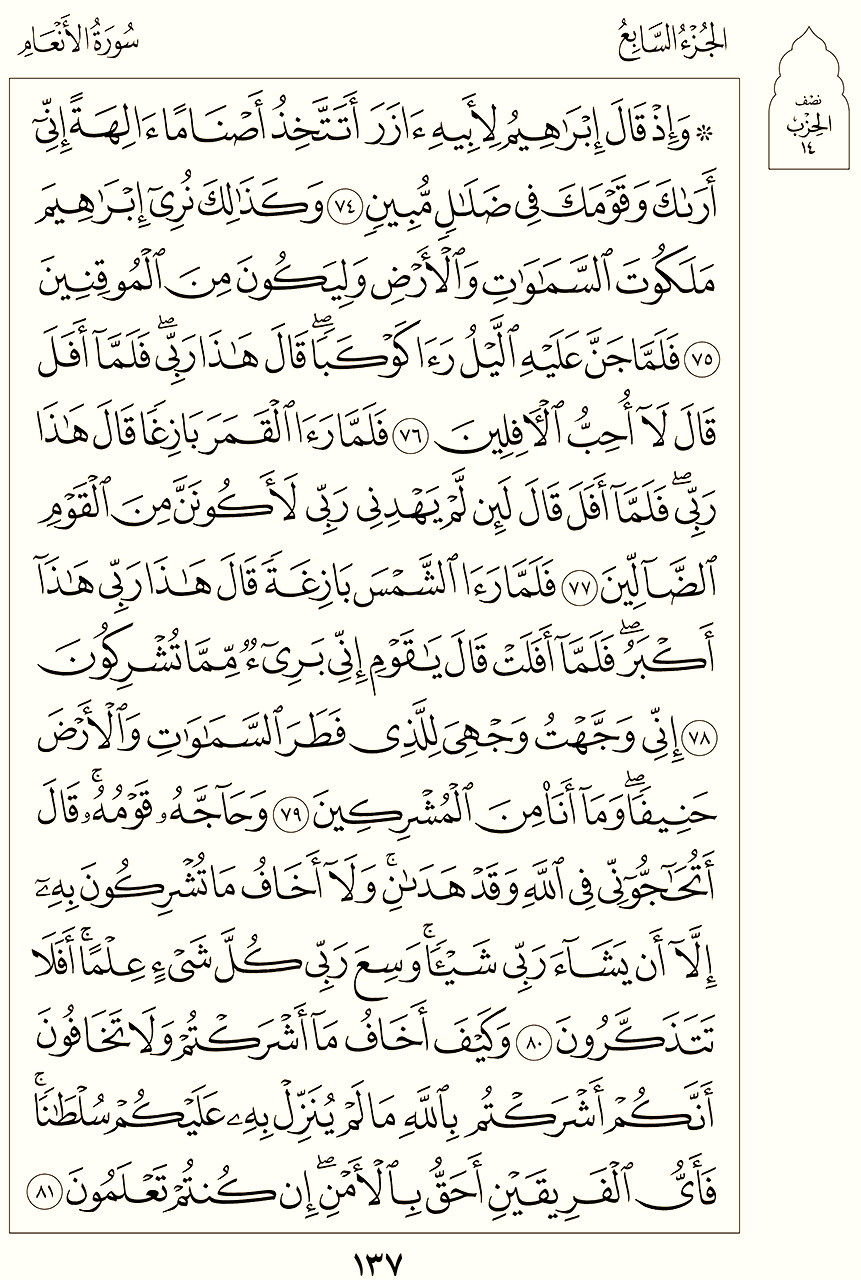 الجُزْءُ السَّابِعُ
سُورَةُ الأَنْعَامِ
نصف
الحِزْب
١٤
۞ وَإِذْ قَالَ إِبْرَٰهِيمُ لِأَبِيهِ ءَازَرَ أَتَتَّخِذُ أَصْنَامًا ءَالِهَةً إِنِّىٓ
أَرَىٰكَ وَقَوْمَكَ فِى ضَلَٰلٍ مُّبِينٍ ٧٤ وَكَذَٰلِكَ نُرِىٓ إِبْرَٰهِيمَ
مَلَكُوتَ ٱلسَّمَٰوَٰتِ وَٱلْأَرْضِ وَلِيَكُونَ مِنَ ٱلْمُوقِنِينَ
٧٥ فَلَمَّا جَنَّ عَلَيْهِ ٱلَّيْلُ رَءَا كَوْكَبًاۖ قَالَ هَٰذَا رَبِّىۖ فَلَمَّآ أَفَلَ
قَالَ لَآ أُحِبُّ ٱلْءَافِلِينَ ٧٦ فَلَمَّا رَءَا ٱلْقَمَرَ بَازِغًا قَالَ هَٰذَا
رَبِّىۖ فَلَمَّآ أَفَلَ قَالَ لَئِن لَّمْ يَهْدِنِى رَبِّى لَأَكُونَنَّ مِنَ ٱلْقَوْمِ
ٱلضَّآلِّينَ ٧٧ فَلَمَّا رَءَا ٱلشَّمْسَ بَازِغَةً قَالَ هَٰذَا رَبِّى هَٰذَآ
أَكْبَرُۖ فَلَمَّآ أَفَلَتْ قَالَ يَٰقَوْمِ إِنِّى بَرِىٓءٌ مِّمَّا تُشْرِكُونَ
٧٨ إِنِّى وَجَّهْتُ وَجْهِىَ لِلَّذِى فَطَرَ ٱلسَّمَٰوَٰتِ وَٱلْأَرْضَ
حَنِيفًاۖ وَمَآ أَنَا۠ مِنَ ٱلْمُشْرِكِينَ ٧٩ وَحَآجَّهُۥ قَوْمُهُۥۚ قَالَ
أَتُحَٰٓجُّوٓنِّى فِى ٱللَّهِ وَقَدْ هَدَىٰنِۚ وَلَآ أَخَافُ مَا تُشْرِكُونَ بِهِۦٓ
إِلَّآ أَن يَشَآءَ رَبِّى شَيْـًٔاۚ وَسِعَ رَبِّى كُلَّ شَىْءٍ عِلْمًاۚ أَفَلَا
تَتَذَكَّرُونَ ٨٠ وَكَيْفَ أَخَافُ مَآ أَشْرَكْتُمْ وَلَا تَخَافُونَ
أَنَّكُمْ أَشْرَكْتُم بِٱللَّهِ مَا لَمْ يُنَزِّلْ بِهِۦ عَلَيْكُمْ سُلْطَٰنًاۚ
فَأَىُّ ٱلْفَرِيقَيْنِ أَحَقُّ بِٱلْأَمْنِۖ إِن كُنتُمْ تَعْلَمُونَ ٨١
١٣٧